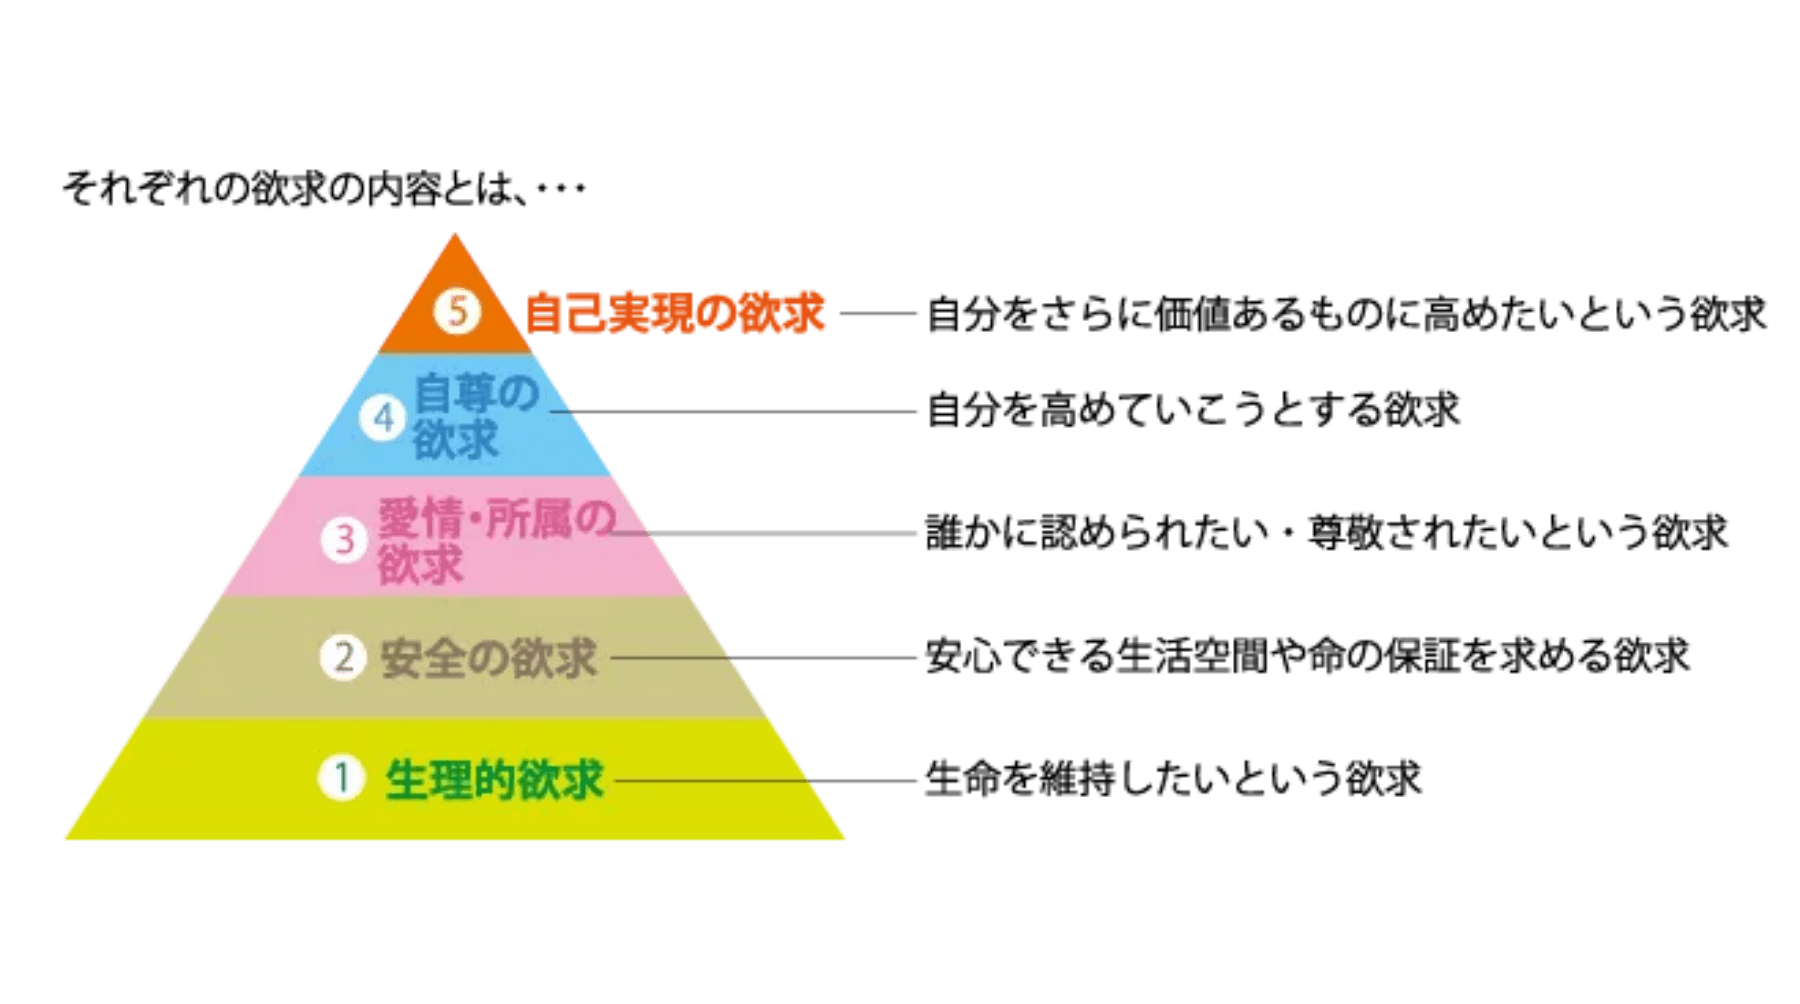 それぞれの欲求の内容とは、・・・
5 自己実現の欲求 自分をさらに価値あるものに高めたいという欲求
4 自尊の
欲求 自分を高めていこうとする欲求
3 愛情・所属の
欲求 誰かに認められたい・尊敬されたいという欲求
2 安全の欲求 安心できる生活空間や命の保証を求める欲求
1 生理的欲求 生命を維持したいという欲求